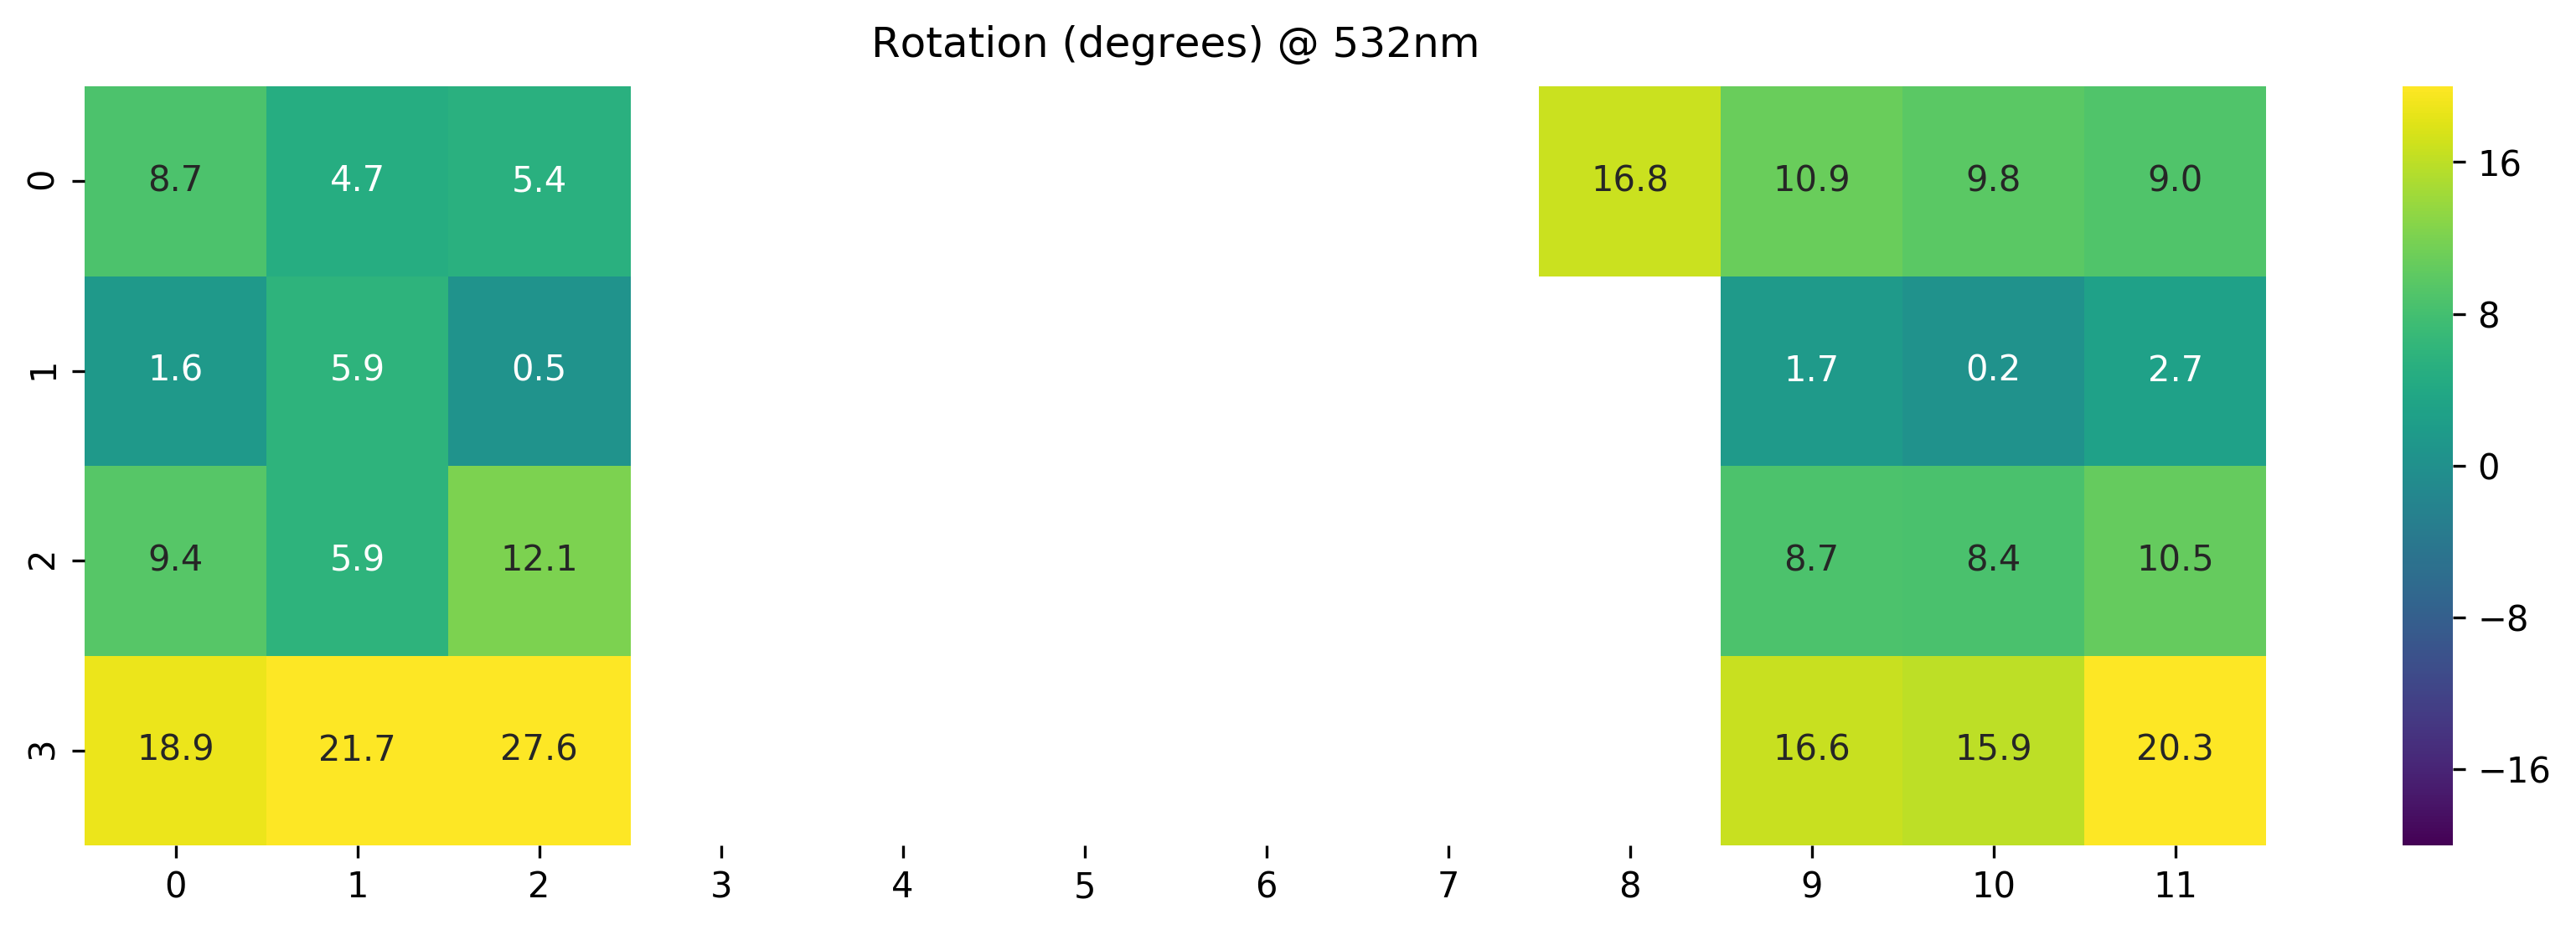 Rotation (degrees) @ 532nm
0 8.7 4.7 5.4 16.8 10.9 9.8 9.0
1 1.6 5.9 0.5 1.7 0.2 2.7
2 9.4 5.9 12.1 8.7 8.4 10.5
3 18.9 21.7 27.6 16.6 15.9 20.3
0 1 2 3 4 5 6 7 8 9 10 11
16
8
0
−8
−16